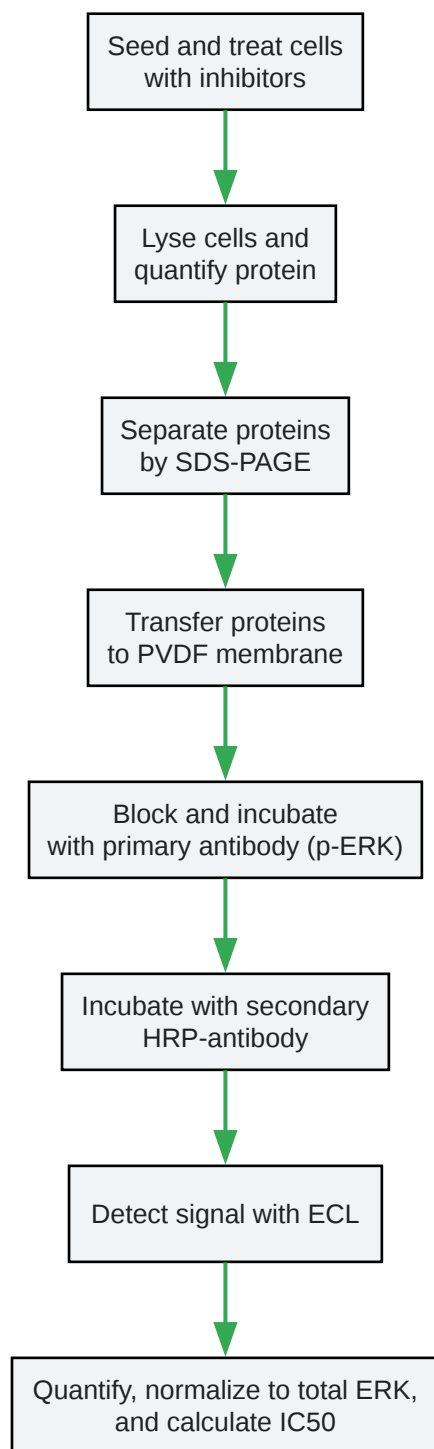 Seed and treat cells
with inhibitors
Lyse cells and
quantify protein
Separate proteins
by SDS-PAGE
Transfer proteins
to PVDF membrane
Block and incubate
with primary antibody (p-ERK)
Incubate with secondary
HRP-antibody
Detect signal with ECL
Quantify, normalize to total ERK,
and calculate IC50